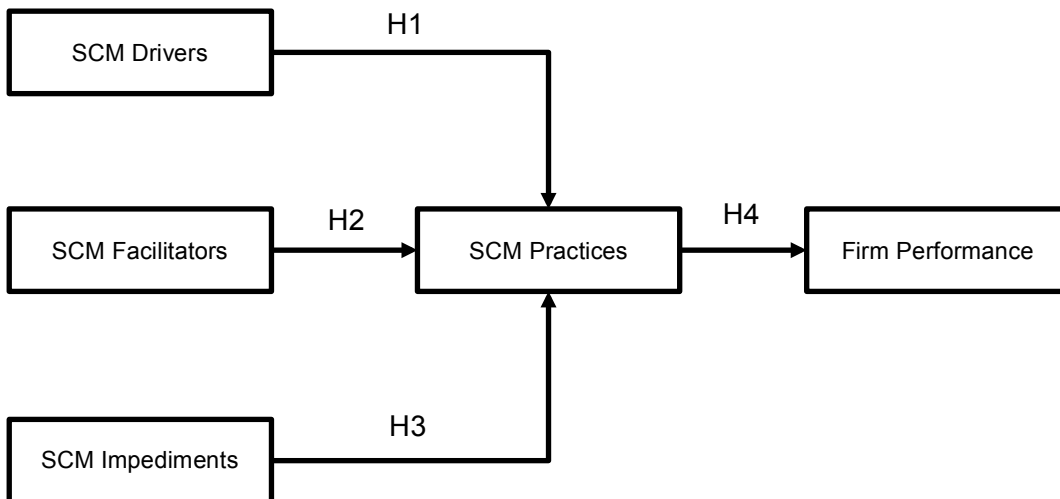 H1
SCM Drivers
H2
H4
SCM Facilitators
SCM Practices
Firm Performance
H3
SCM Impediments